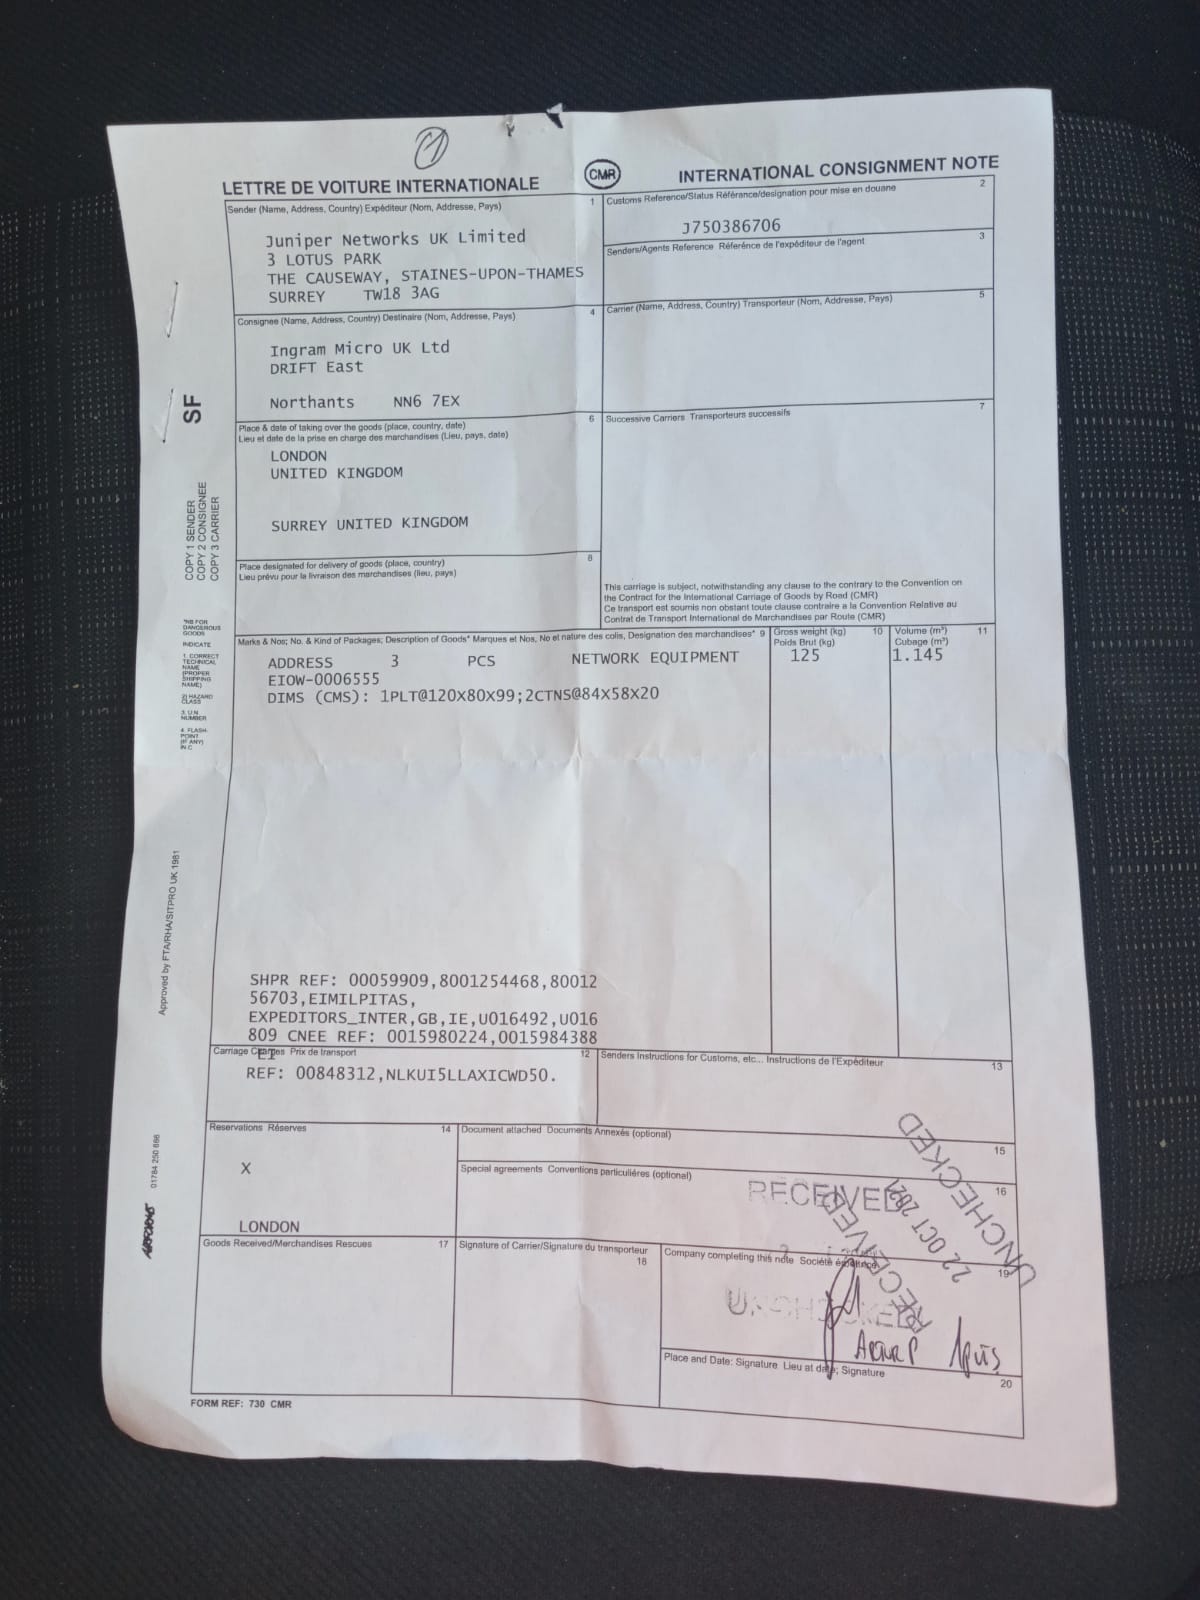 LETTRE DE VOITURE INTERNATIONALE
CMR
INTERNATIONAL CONSIGNMENT NOTE
Sender (Name, Address, Country) Expéditeur (Nom, Adresse, Pays) 1
Juniper Networks UK Limited
3 LOTUS PARK
THE CAUSEWAY, STAINES-UPON-THAMES
SURREY TW18 3AG
Customs Reference/Status Référance/designation pour mise en douane 2
J750386706
Senders/Agents Reference Référénce de l'expéditeur de l'agent 3
Consignee (Name, Address, Country) Destinaire (Nom, Address, Pays) 4
Ingram Micro UK Ltd
DRIFT East
Northants NN6 7EX
Carrier (Name, Address, Country) Transporteur (Nom, Addresse, Pays) 5
Place & date of taking over the goods (place, country, date) 6
Lieu et date de la prise en charge des marchandises (Lieu, pays, date)
LONDON
UNITED KINGDOM
SURREY UNITED KINGDOM
Successive Carriers Transporteurs successifs 7
Place designated for delivery of goods (place, country) 8
Lieu prévu pour la livraison des marchandises (lieu, pays)
This carriage is subject, notwithstanding any clause to the contrary to the Convention on
the Contract for the International Carriage of Goods by Road (CMR)
Ce transport est soumis non obstant toute clause contraire a la Convention Relative au
Contrat de Transport International de Marchandises par Route (CMR)
SF
COPY 1 SENDER
COPY 2 CONSIGNEE
COPY 3 CARRIER
*NB FOR
DANGEROUS
GOODS
INDICATE
1. CORRECT
TECHNICAL
NAME
(PROPER
SHIPPING
NAME)
2) HAZARD
CLASS
3. U.N
NUMBER
4. FLASH-
POINT
(IF ANY)
IN C
Marks & Nos; No. & Kind of Packages; Description of Goods* Marques et Nos, No el nature des colis, Designation des marchandises* 9
Gross weight (kg) 10
Poids Brut (kg)
Volume (m³) 11
Cubage (m³)
ADDRESS 3 PCS NETWORK EQUIPMENT 125 1.145
EIOW-0006555
DIMS (CMS): 1PLT@120X80X99;2CTNS@84X58X20
Approved by FTA/RHA/SITPRO UK 1981
SHPR REF: 00059909,8001254468,80012
56703,EIMILPITAS,
EXPEDITORS_INTER,GB,IE,U016492,U016
809 CNEE REF: 0015980224,0015984388
Carriage Charges Prix de transport 12
EI
REF: 00848312,NLKUI5LLAXICWD50.
Senders Instructions for Customs, etc... Instructions de l'Expéditeur 13
Reservations Réserves 14
X
LONDON
Document attached Documents Annexés (optional) 15
Special agreements Conventions particuliéres (optional) 16
RECEIVED
UNCHECKED
22 OCT 2021
RECEIVED
01784 250 666
Goods Received/Merchandises Rescues 17
Signature of Carrier/Signature du transporteur
18
Company completing this note Société émettrice
19
UNCHECKED
Place and Date: Signature Lieu at date; Signature
20
FORM REF: 730 CMR